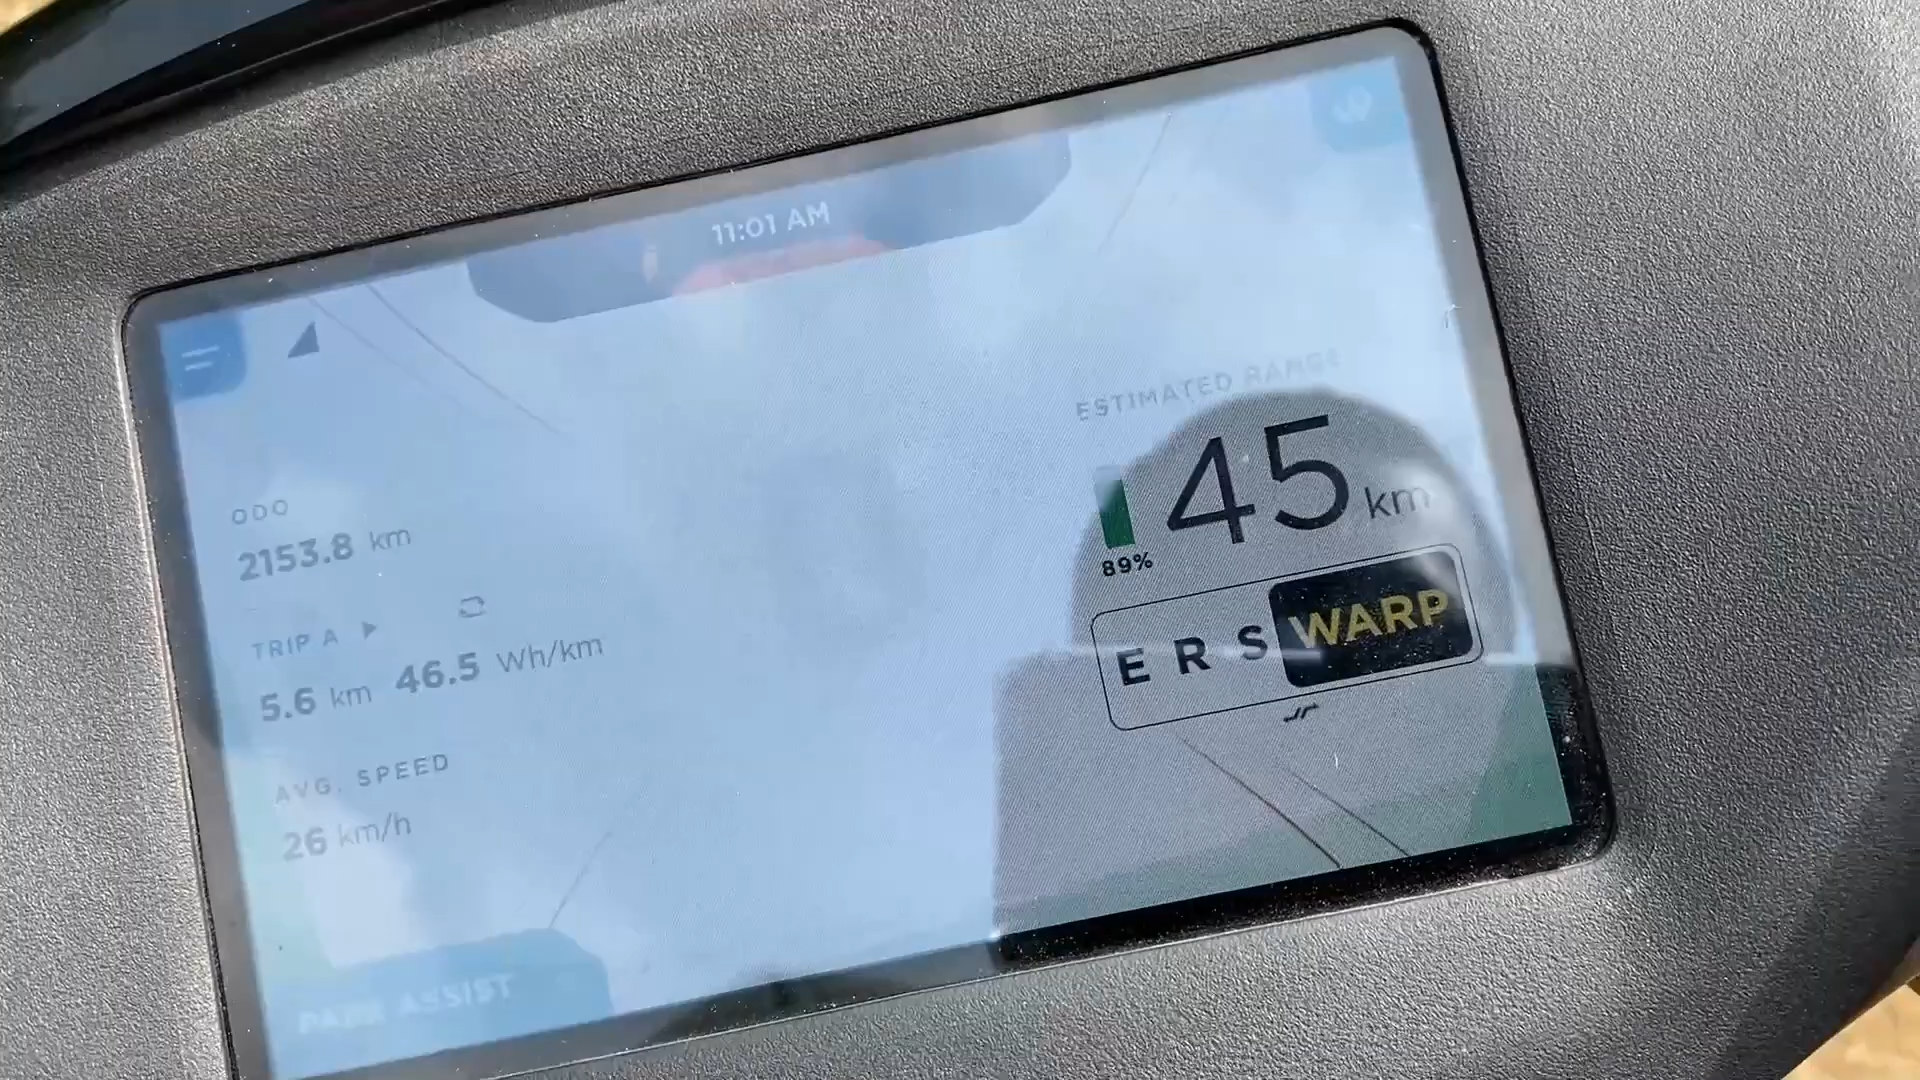 11:01 AM
ODO
2153.8 km
TRIP A
5.6 km 46.5 Wh/km
AVG. SPEED
26 km/h
PARK ASSIST
ESTIMATED RANGE
45 km
89%
E R S WARP